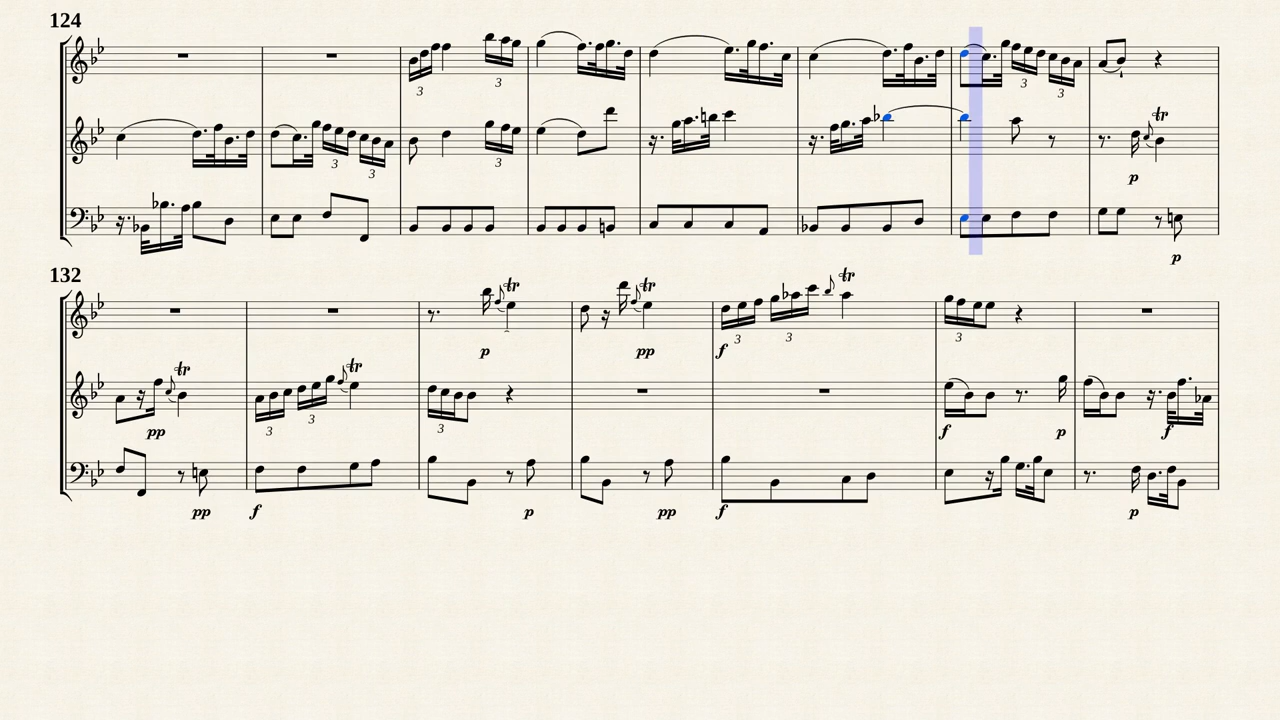 124
3 3
3 3 3
3 3
tr
p
p
132
tr tr tr
p pp f 3 3 3
tr tr
pp 3 3 3 f p f
pp f p pp f p